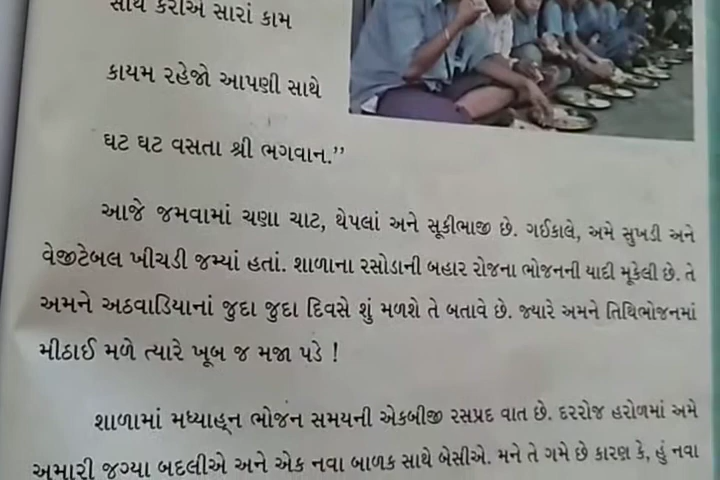 સાથે કરીએ સારાં કામ
કાયમ રહેજો આપણી સાથે
ઘટ ઘટ વસતા શ્રી ભગવાન.”
આજે જમવામાં ચણા ચાટ, થેપલાં અને સૂકીભાજી છે. ગઈકાલે, અમે સુખડી અને
વેજીટેબલ ખીચડી જમ્યાં હતાં. શાળાના રસોડાની બહાર રોજના ભોજનની યાદી મૂકેલી છે. તે
અમને અઠવાડિયાનાં જુદા જુદા દિવસે શું મળશે તે બતાવે છે. જ્યારે અમને તિથિભોજનમાં
મીઠાઈ મળે ત્યારે ખૂબ જ મજા પડે !
શાળામાં મધ્યાહ્ન ભોજન સમયની એકબીજી રસપ્રદ વાત છે. દરરોજ હરોળમાં અમે
અમારી જગ્યા બદલીએ અને એક નવા બાળક સાથે બેસીએ. મને તે ગમે છે કારણ કે, હું નવા